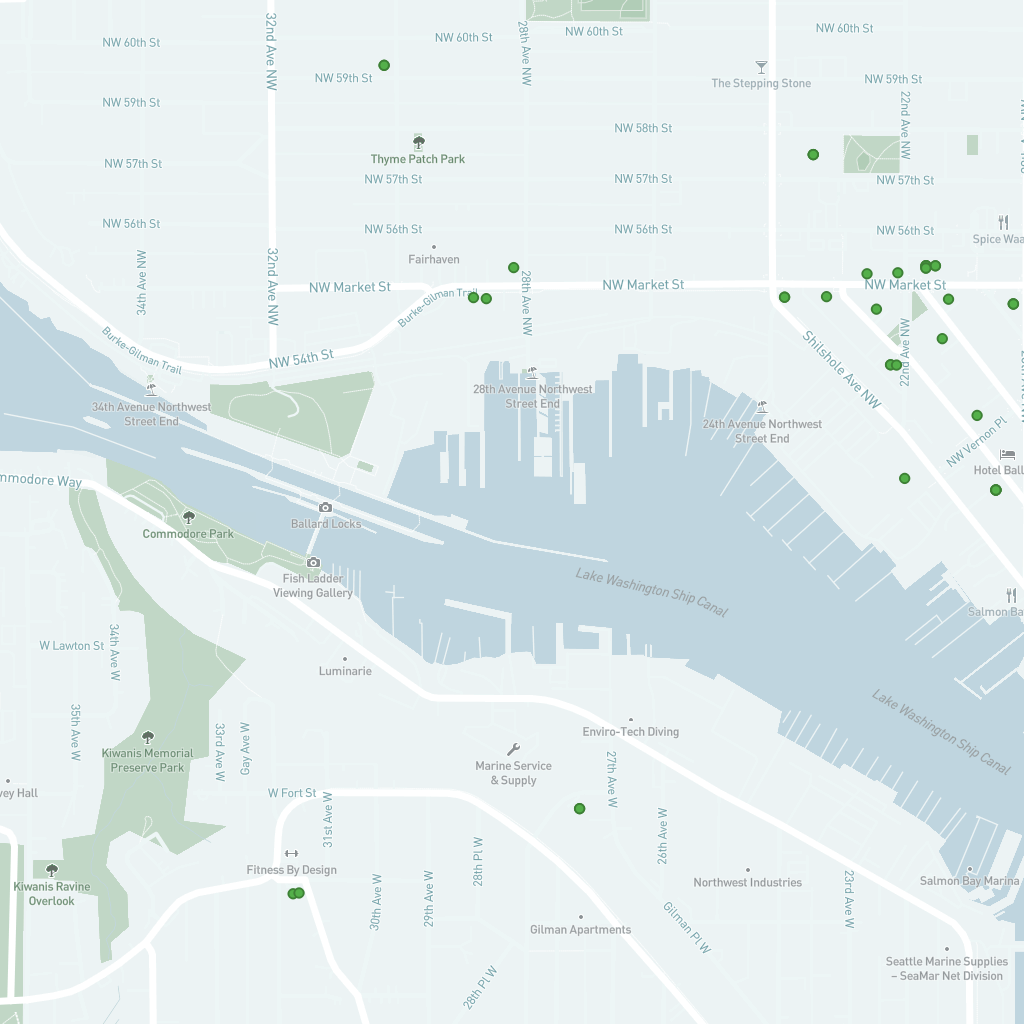 NW 60th St
32nd Ave NW
NW 60th St
28th Ave NW
NW 60th St
NW 60th St
NW 59th St
The Stepping Stone
NW 59th St
NW 59th St
22nd Ave NW
NW 58th St
Thyme Patch Park
NW 57th St
NW 57th St
NW 57th St
NW 57th St
NW 56th St
NW 56th St
NW 56th St
NW 56th St
Spice Waa
34th Ave NW
32nd Ave NW
Fairhaven
NW Market St
Burke-Gilman Trail
28th Ave NW
NW Market St
NW Market St
Burke-Gilman Trail
NW 54th St
Shilshole Ave NW
22nd Ave NW
34th Avenue Northwest
Street End
28th Avenue Northwest
Street End
24th Avenue Northwest
Street End
NW Vernon Pl
Hotel Ball
mmodore Way
Ballard Locks
Commodore Park
Fish Ladder
Viewing Gallery
Lake Washington Ship Canal
Salmon Ba
W Lawton St
34th Ave W
Luminarie
35th Ave W
33rd Ave W
Gay Ave W
Kiwanis Memorial
Preserve Park
Enviro-Tech Diving
Lake Washington Ship Canal
Marine Service
& Supply
27th Ave W
vey Hall
W Fort St
31st Ave W
26th Ave W
28th Pl W
Fitness By Design
Kiwanis Ravine
Overlook
30th Ave W
29th Ave W
Northwest Industries
23rd Ave W
Salmon Bay Marina
Gilman Apartments
Gilman Pl W
28th Pl W
Seattle Marine Supplies
– SeaMar Net Division